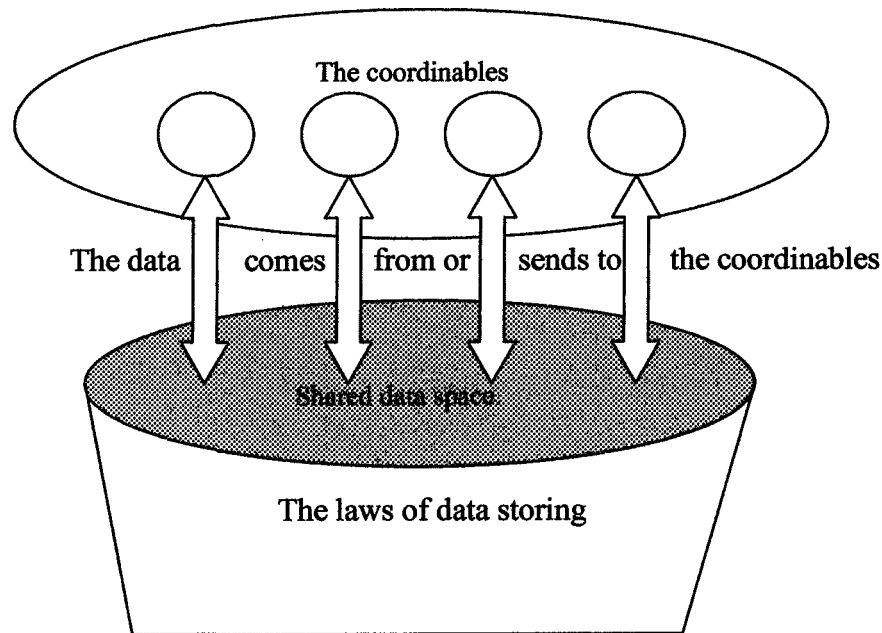 The coordinables
The data comes from or sends to the coordinables
Shared data space.
The laws of data storing